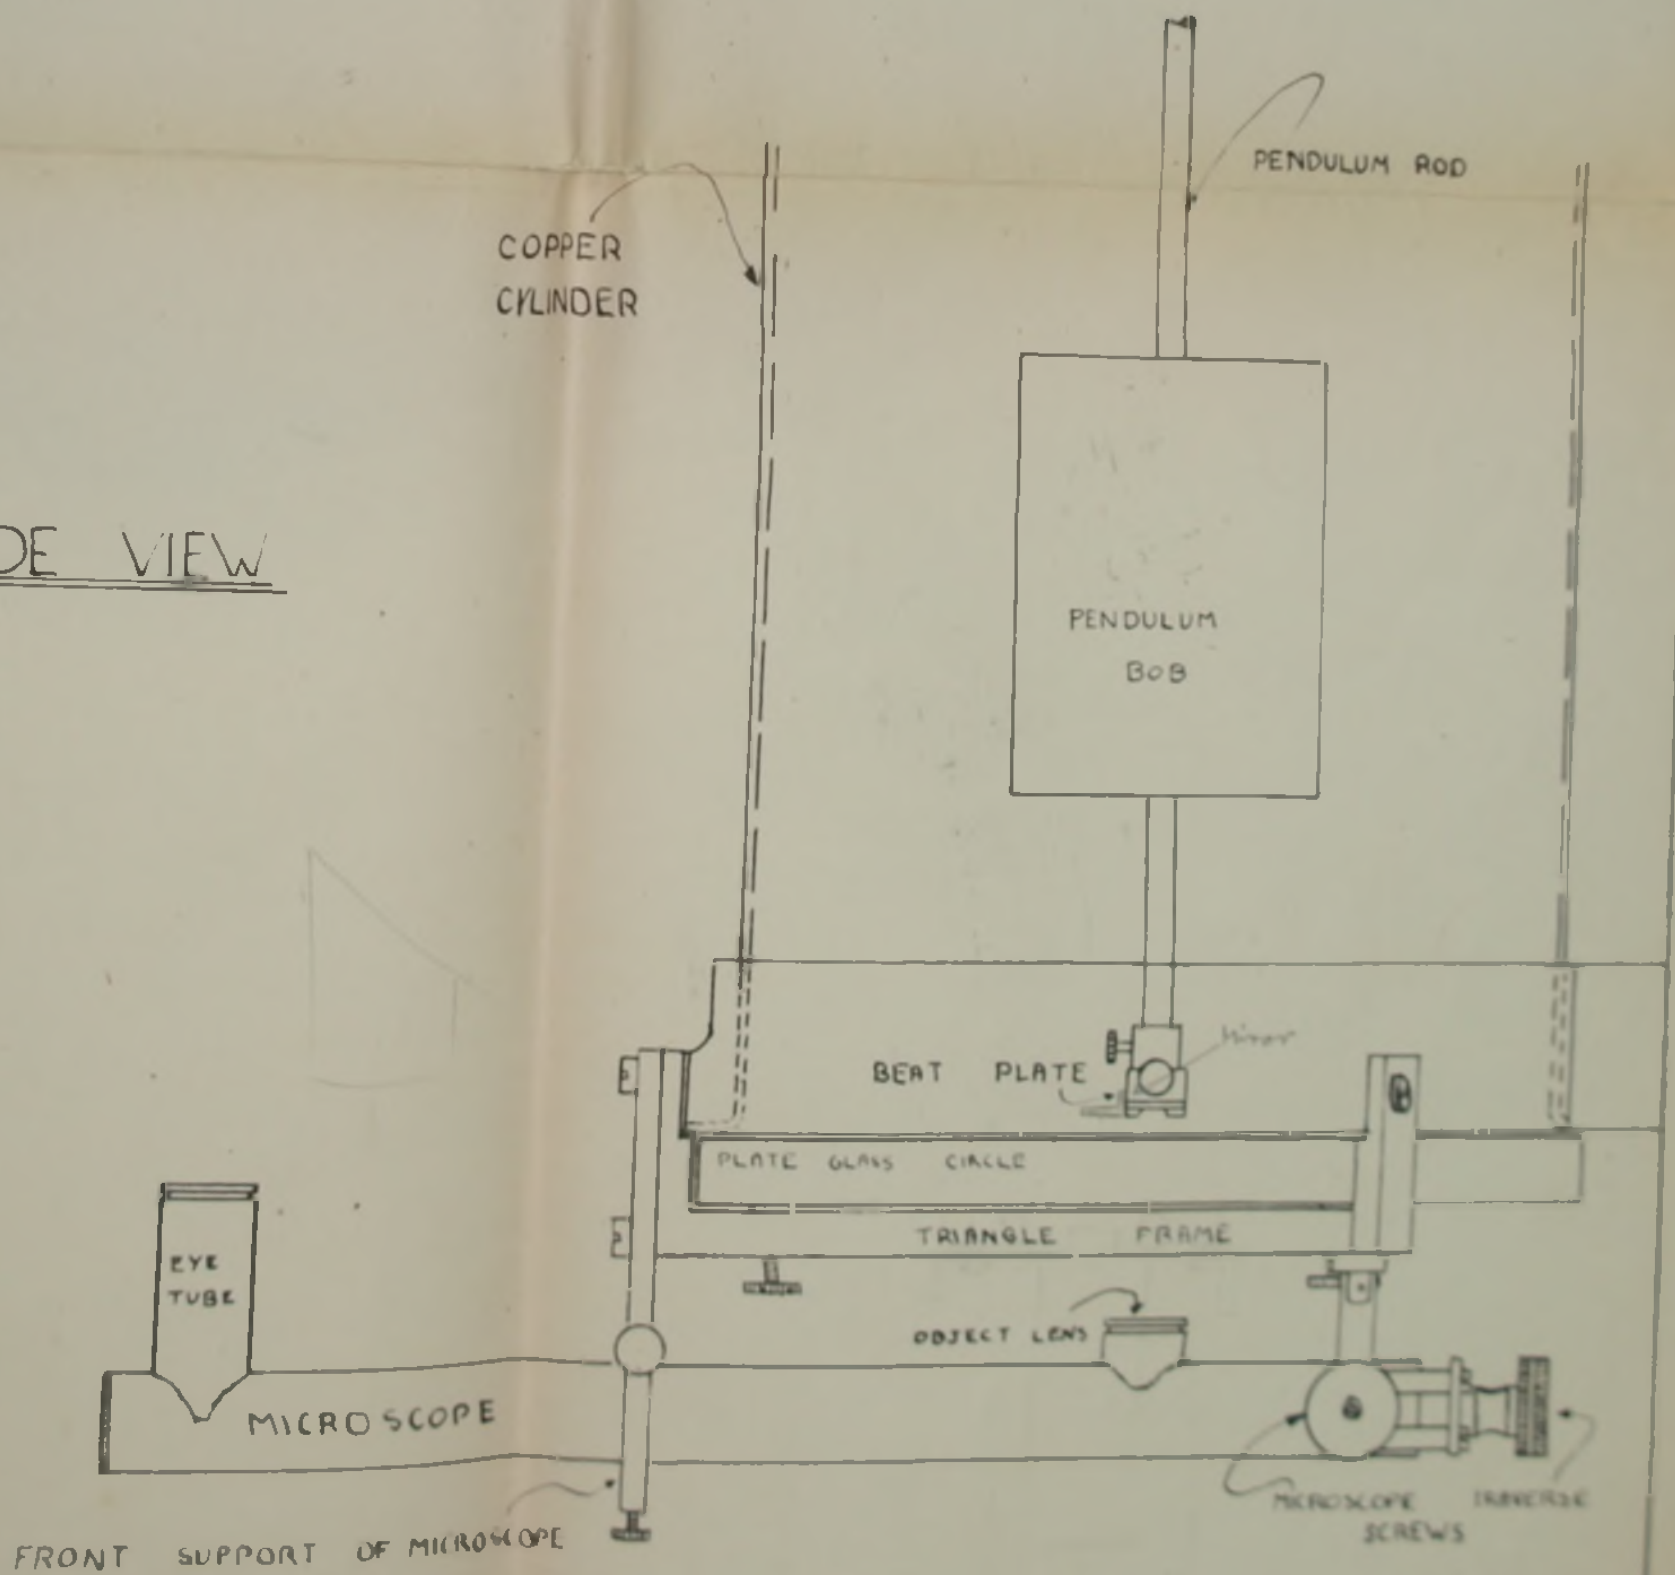 PENDULUM ROD
COPPER
CYLINDER
DE VIEW
PENDULUM
BOB
Mirror
BEAT PLATE
PLATE GLASS CIRCLE
TRIANGLE FRAME
EYE
TUBE
OBJECT LENS
MICROSCOPE
MICROSCOPE TRAVERSE
SCREWS
FRONT SUPPORT OF MICROSCOPE